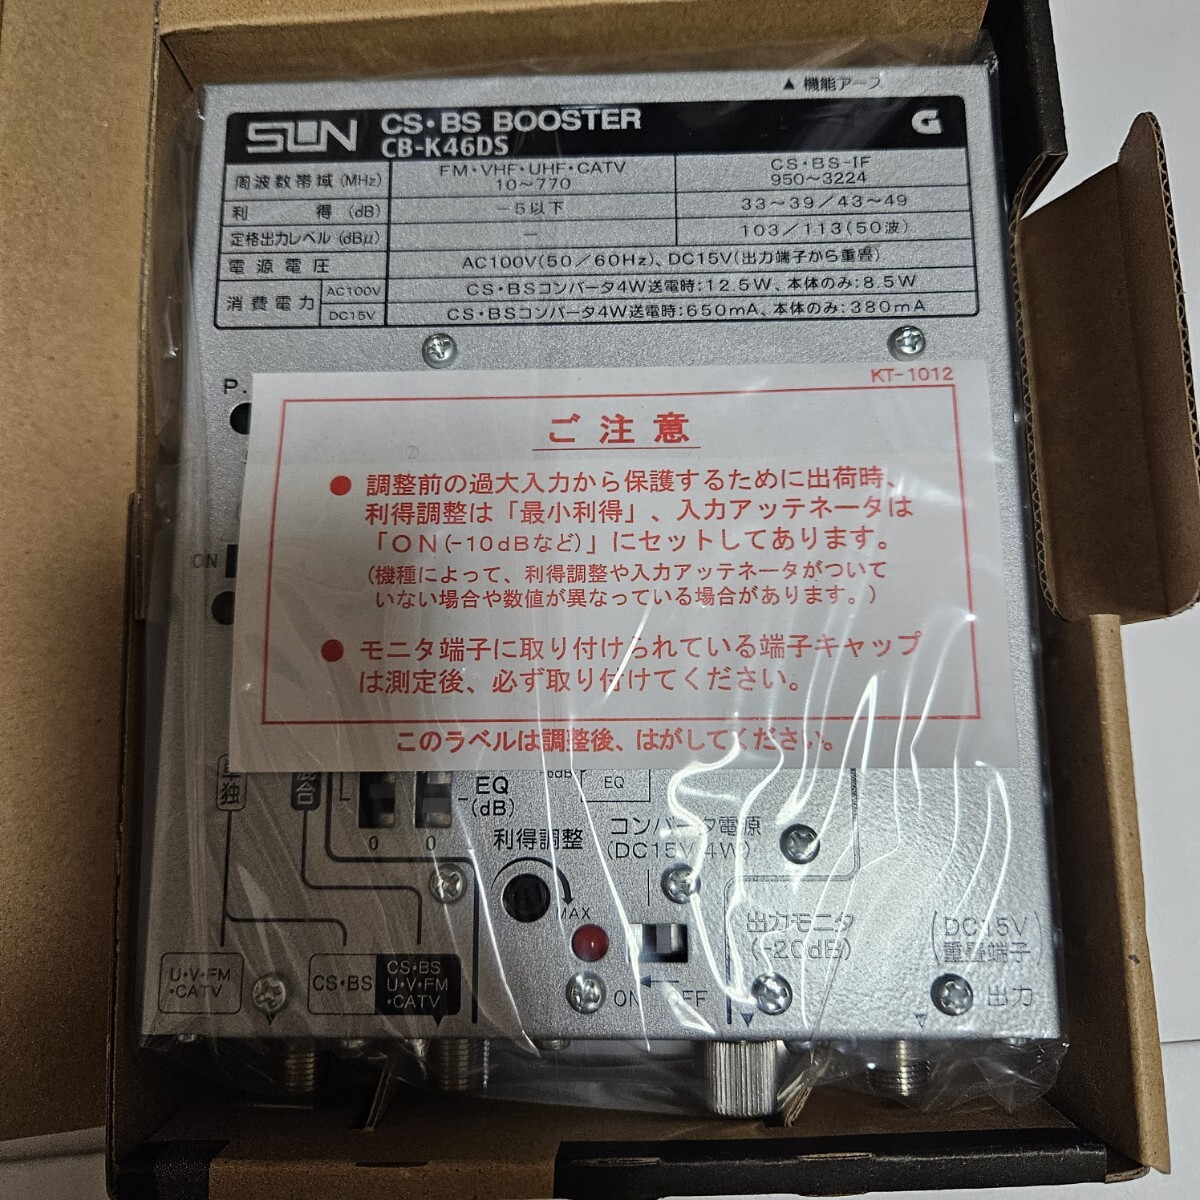 ▲ 機能アース
SUN CS・BS BOOSTER
CB-K46DS
G
周波数帯域 (MHz)
FM・VHF・UHF・CATV
10～770
CS・BS-IF
950～3224
利　得 (dB)
－5以下
33～39／43～49
定格出力レベル (dBμ)
－
103／113(50波)
電源電圧
AC100V(50／60Hz)、DC15V(出力端子から重畳)
消費電力
AC100V
CS・BSコンバータ4W送電時:12.5W、本体のみ:8.5W
DC15V
CS・BSコンバータ4W送電時:650mA、本体のみ:380mA
P.
KT-1012
ご注意
● 調整前の過大入力から保護するために出荷時、
利得調整は「最小利得」、入力アッテネータは
「ON(-10dBなど)」にセットしてあります。
(機種によって、利得調整や入力アッテネータがついて
いない場合や数値が異なっている場合があります。)
● モニタ端子に取り付けられている端子キャップ
は測定後、必ず取り付けてください。
このラベルは調整後、はがしてください。
ON
単独
混合
0
0
EQ
(dB)
-6dB
EQ
利得調整
MAX
コンバータ電源
(DC15V 4W)
ON ← OFF
出力モニタ
(-20dB)
(DC15V
重畳端子)
出力
U・V・FM
・CATV
CS・BS
CS・BS
U・V・FM
・CATV